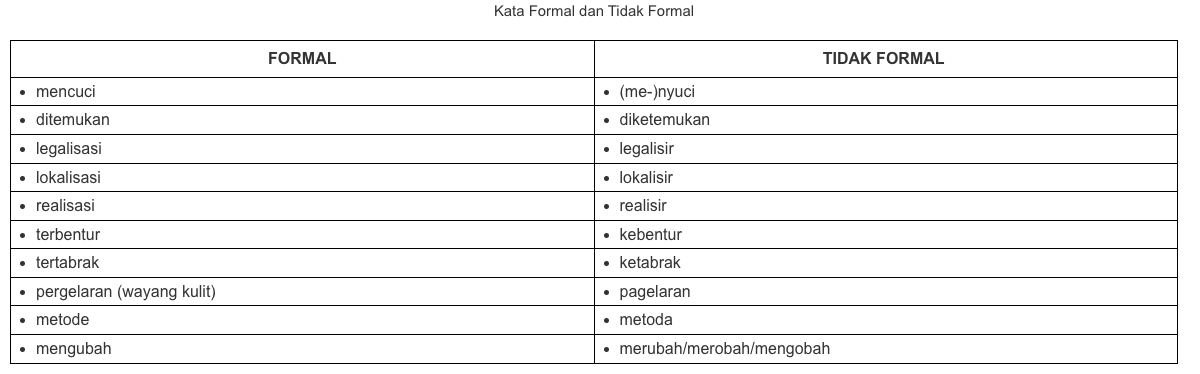 Kata Formal dan Tidak Formal
FORMAL TIDAK FORMAL
• mencuci • (me-)nyuci
• ditemukan • diketemukan
• legalisasi • legalisir
• lokalisasi • lokalisir
• realisasi • realisir
• terbentur • kebentur
• tertabrak • ketabrak
• pergelaran (wayang kulit) • pagelaran
• metode • metoda
• mengubah • merubah/merobah/mengobah